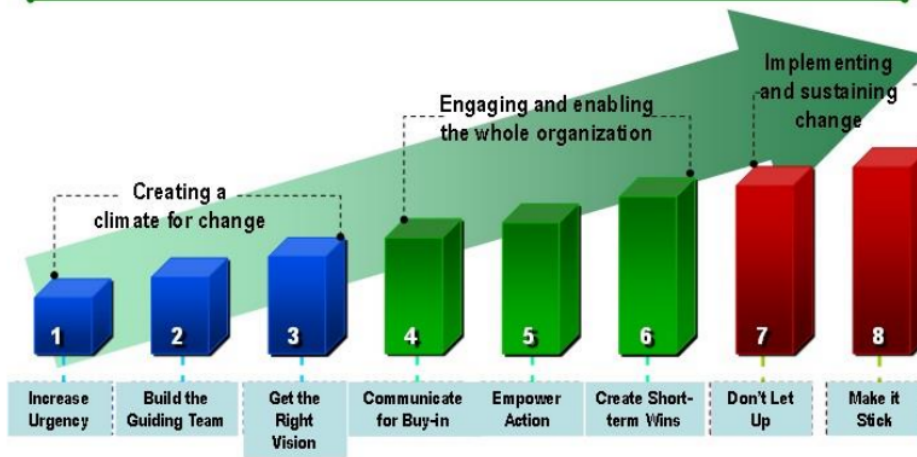 Creating a
climate for change
Engaging and enabling
the whole organization
Implementing
and sustaining
change
1
2
3
4
5
6
7
8
Increase
Urgency
Build the
Guiding Team
Get the
Right
Vision
Communicate
for Buy-in
Empower
Action
Create Short-
term Wins
Don't Let
Up
Make it
Stick